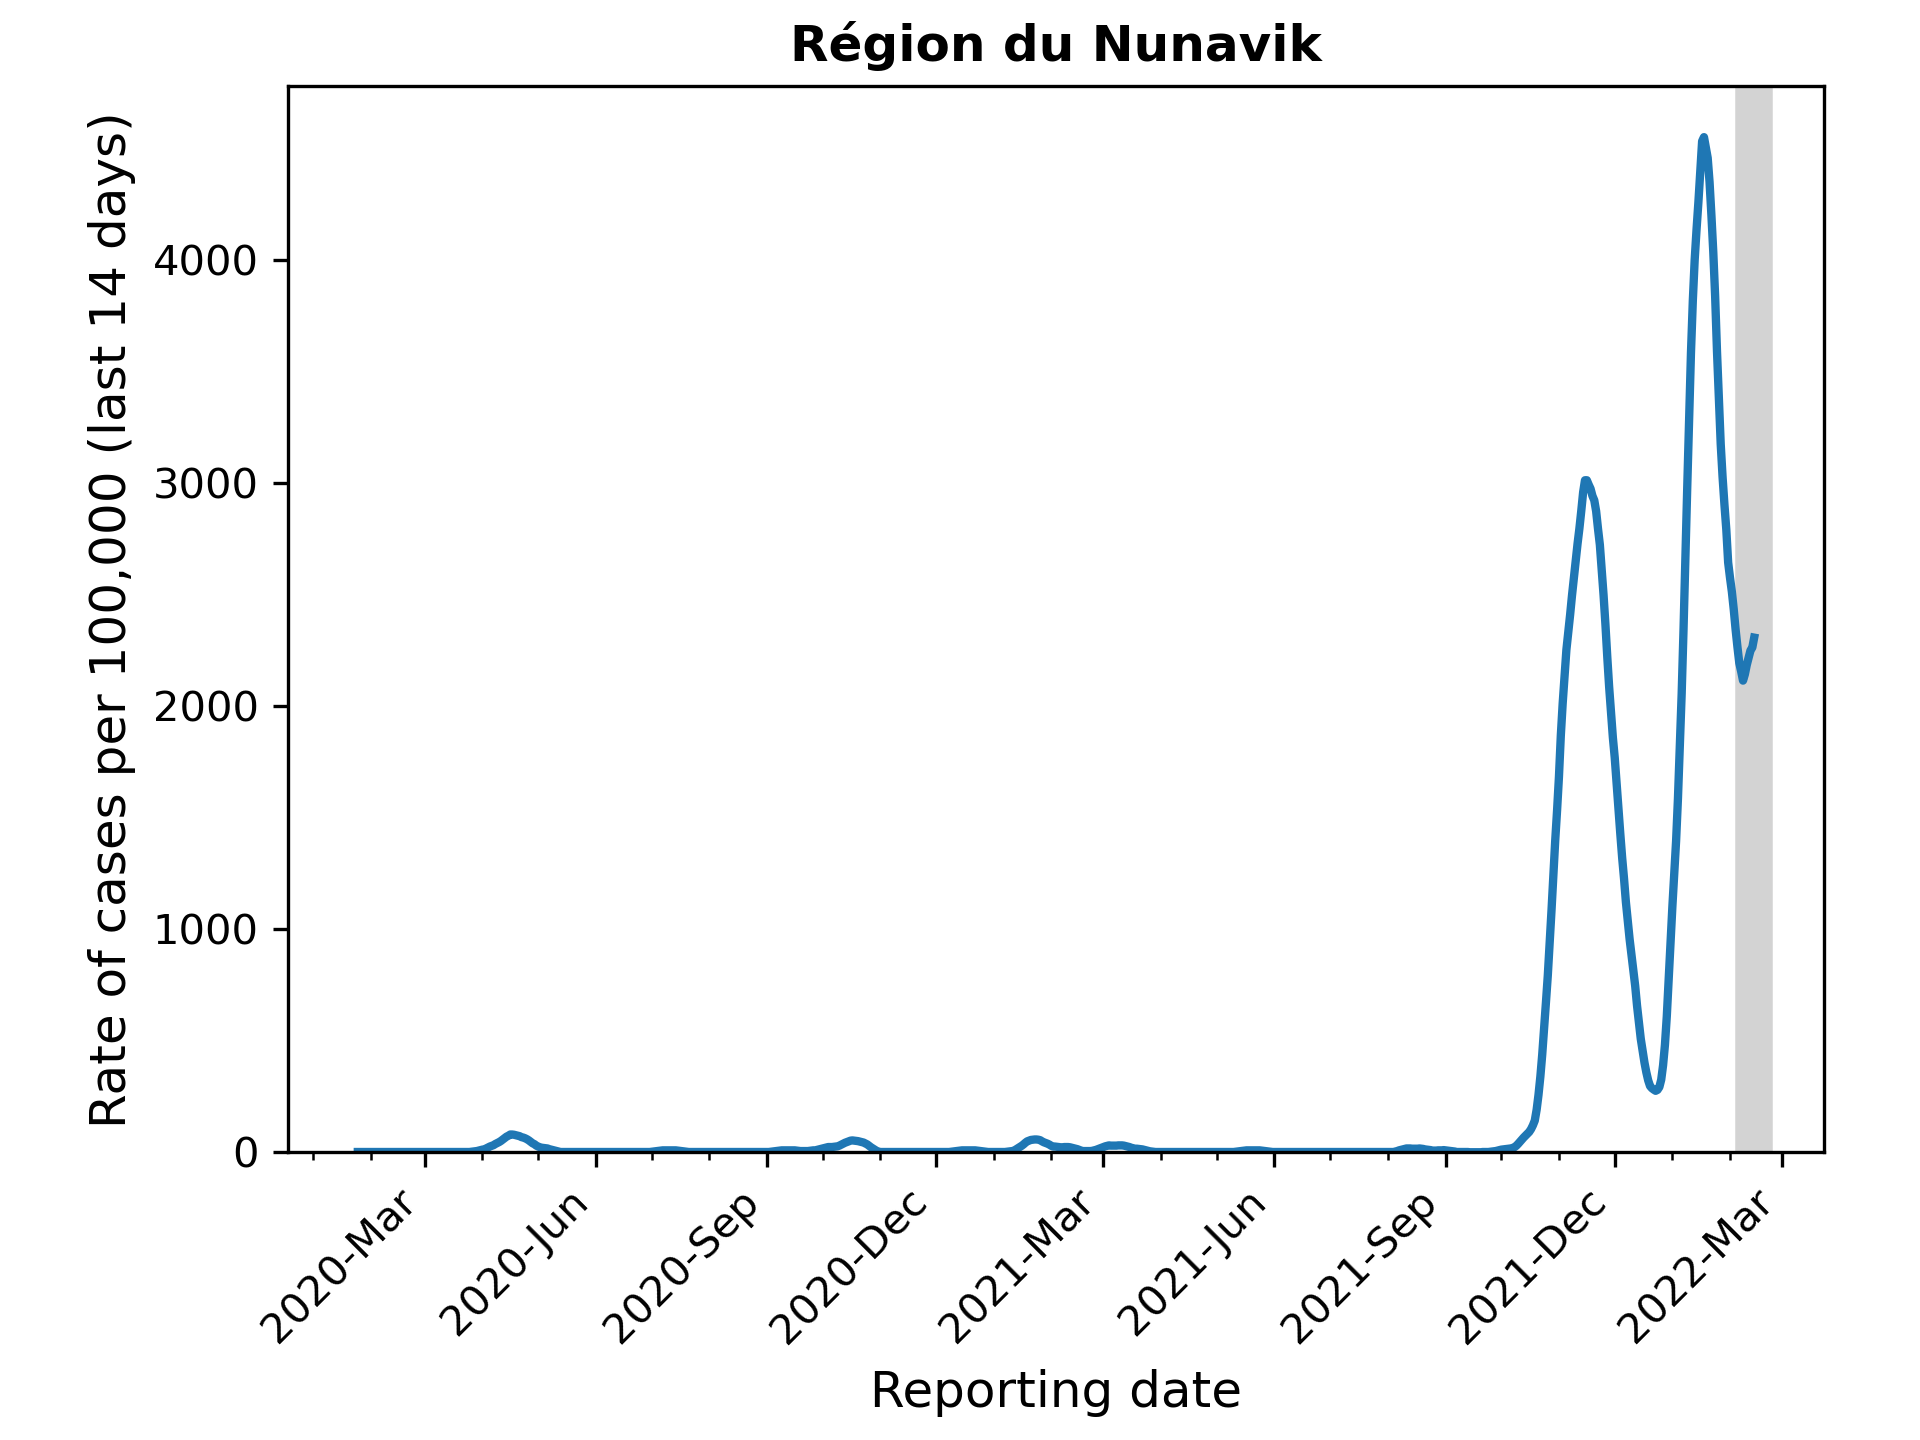 Région du Nunavik
Rate of cases per 100,000 (last 14 days)
4000
3000
2000
1000
0
2020-Mar
2020-Jun
2020-Sep
2020-Dec
2021-Mar
2021-Jun
2021-Sep
2021-Dec
2022-Mar
Reporting date